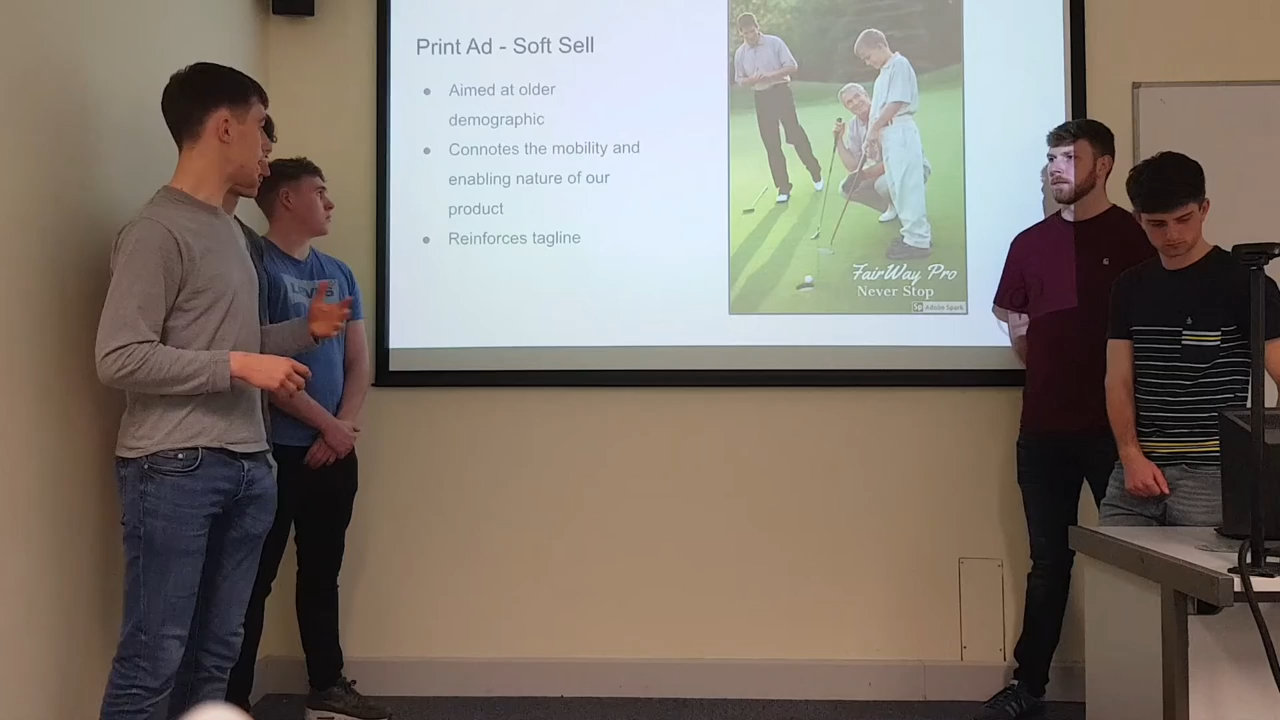 Print Ad - Soft Sell
● Aimed at older
demographic
● Connotes the mobility and
enabling nature of our
product
● Reinforces tagline
FairWay Pro
Never Stop
Sp Adobe Spark
LEVI'S